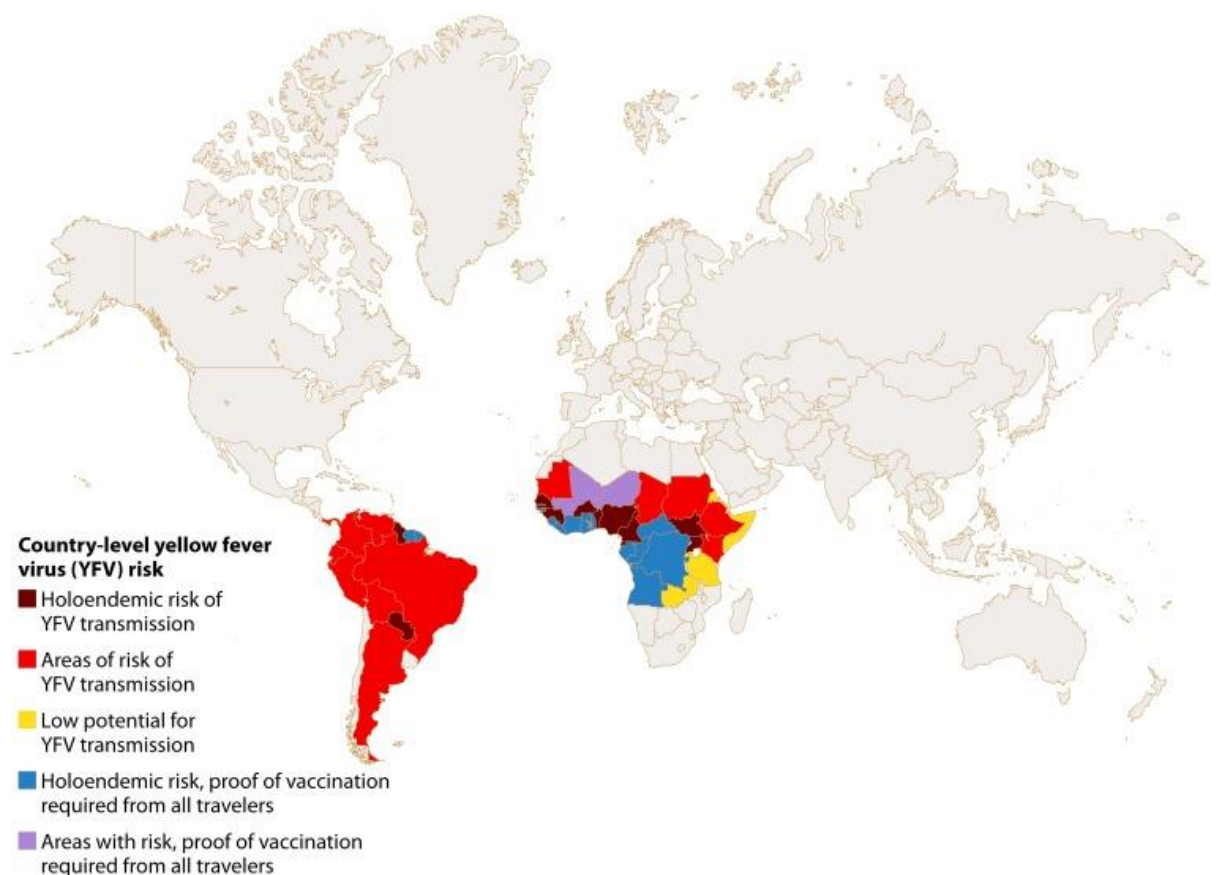 Country-level yellow fever
virus (YFV) risk
Holoendemic risk of
YFV transmission
Areas of risk of
YFV transmission
Low potential for
YFV transmission
Holoendemic risk, proof of vaccination
required from all travelers
Areas with risk, proof of vaccination
required from all travelers